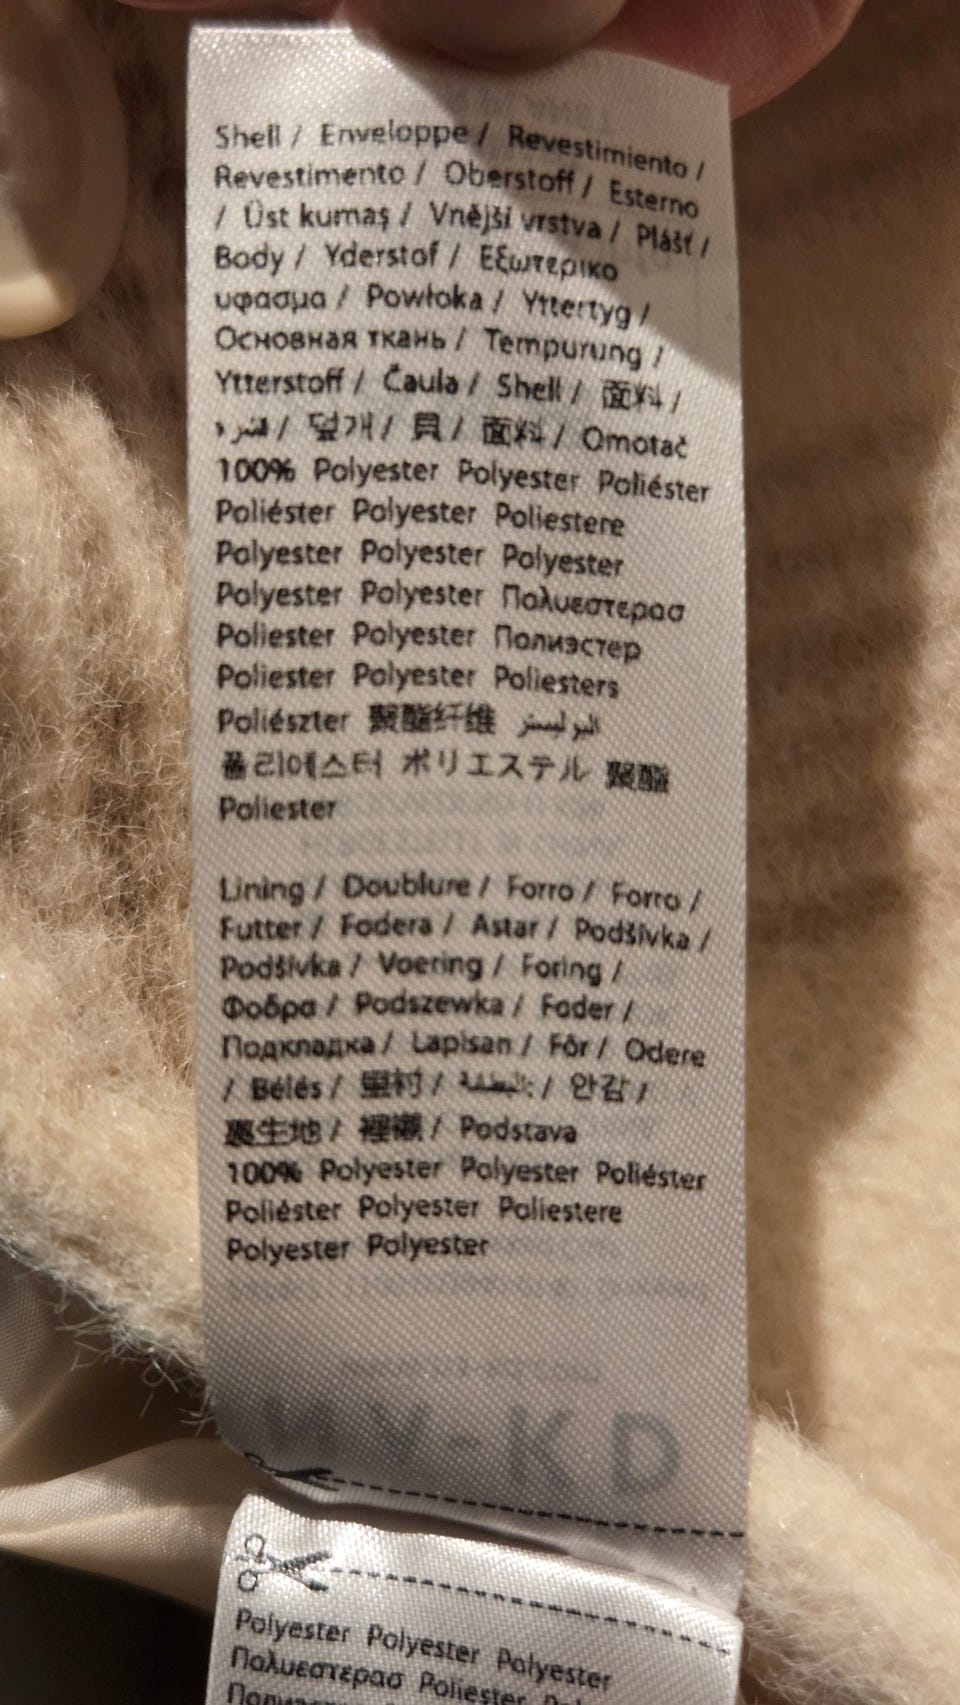 Shell / Enveloppe / Revestimiento /
Revestimento / Oberstoff / Esterno
/ Üst kumaş / Vnější vrstva / Plášť /
Body / Yderstof / Εξωτερικο
υφασμα / Powłoka / Yttertyg /
Основная ткань / Tempurung /
Ytterstoff / Čaula / Shell / 面料 /
/ 덮개 / 貝 / 面料 / Omotač
100% Polyester Polyester Poliéster
Poliéster Polyester Poliestere
Polyester Polyester Polyester
Polyester Polyester Πολυεστερασ
Poliester Polyester Полиэстер
Poliester Polyester Poliesters
Poliészter 聚酯纤维 البوليستر
폴리에스터 ポリエステル 聚酯
Poliester
Lining / Doublure / Forro / Forro /
Futter / Fodera / Astar / Podšívka /
Podšívka / Voering / Foring /
Φοδρα / Podszewka / Foder /
Подкладка / Lapisan / Fôr / Odere
/ Bélés / 里衬 / / 안감 /
裏生地 / 裡襯 / Podstava
100% Polyester Polyester Poliéster
Poliéster Polyester Poliestere
Polyester Polyester
Polyester Polyester Polyester
Πολυεστερασ Poliester